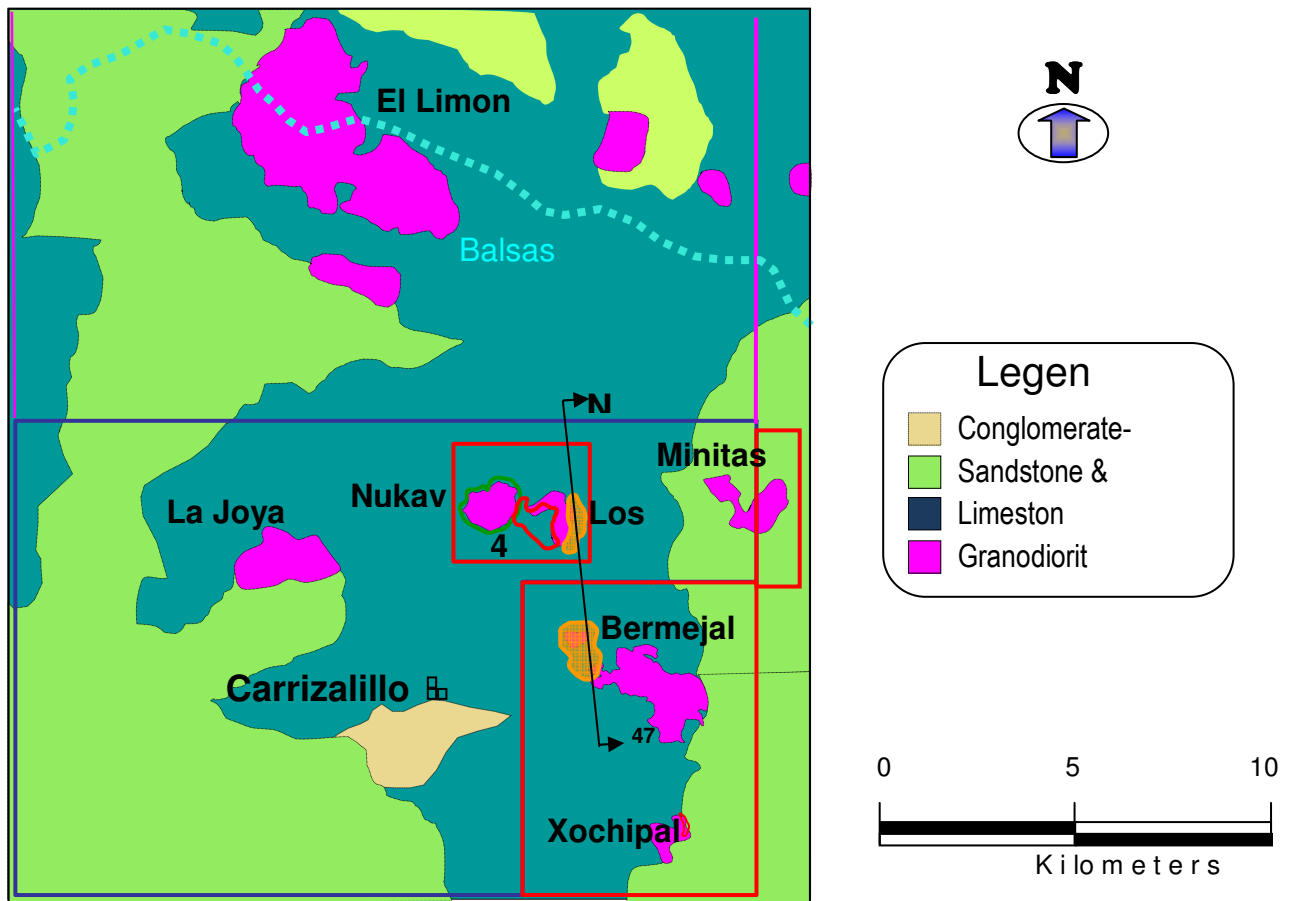 N
El Limon
Balsas
N
Minitas
Nukav
Los
La Joya
4
Bermejal
Carrizalillo
47
Xochipal
Legen
Conglomerate-
Sandstone &
Limeston
Granodiorit
0 5 10
Kilometers